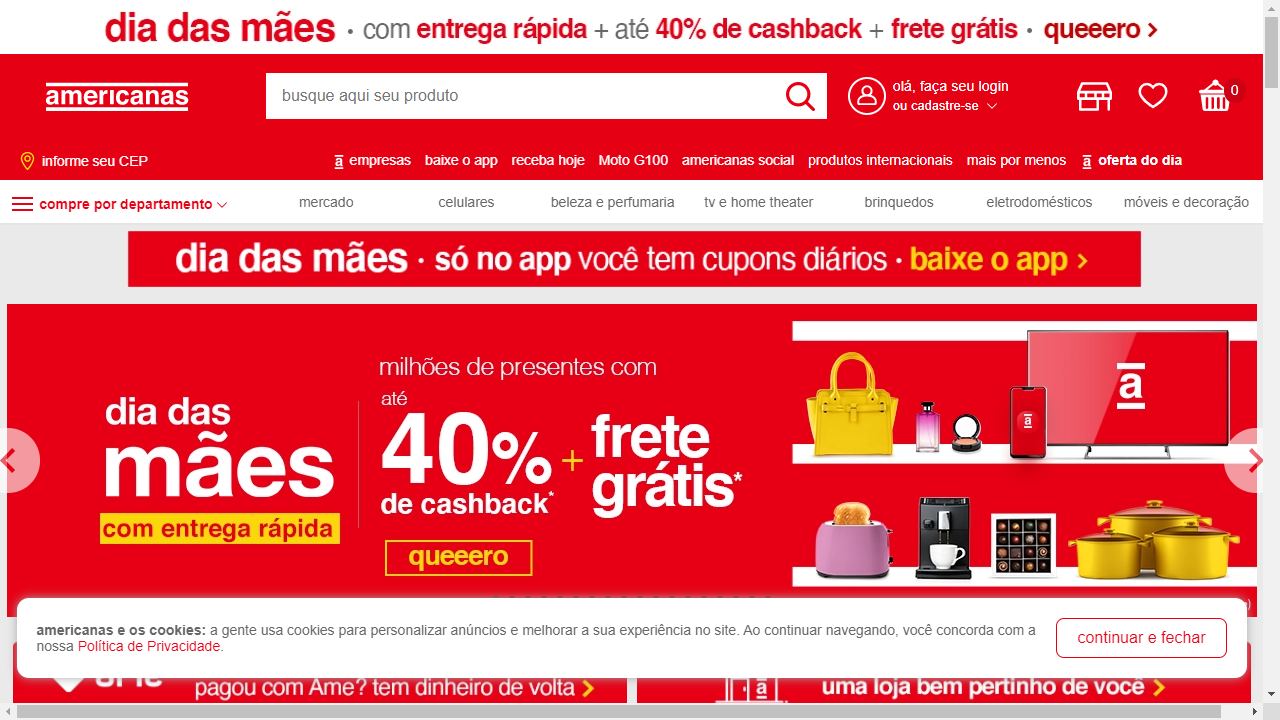 dia das mães • com entrega rápida + até 40% de cashback + frete grátis • queeero >
americanas
busque aqui seu produto
olá, faça seu login
ou cadastre-se
0
informe seu CEP
a empresas baixe o app receba hoje Moto G100 americanas social produtos internacionais mais por menos a oferta do dia
compre por departamento
mercado celulares beleza e perfumaria tv e home theater brinquedos eletrodomésticos móveis e decoração
dia das mães • só no app você tem cupons diários • baixe o app >
milhões de presentes com
até
40% + frete grátis*
de cashback*
dia das
mães
com entrega rápida
queeero
a
a
americanas e os cookies: a gente usa cookies para personalizar anúncios e melhorar a sua experiência no site. Ao continuar navegando, você concorda com a
nossa Política de Privacidade.
continuar e fechar
pagou com Ame? tem dinheiro de volta >
a
uma loja bem pertinho de você >